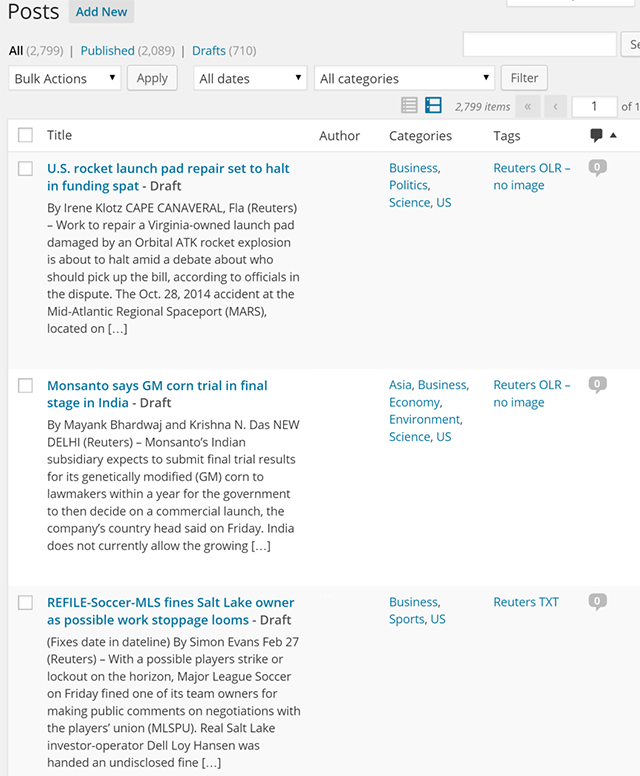 Posts Add New
All (2,799) | Published (2,089) | Drafts (710)
Bulk Actions Apply All dates All categories Filter
2,799 items « ‹ 1 of 1
Title Author Categories Tags
U.S. rocket launch pad repair set to halt
in funding spat - Draft
By Irene Klotz CAPE CANAVERAL, Fla (Reuters)
– Work to repair a Virginia-owned launch pad
damaged by an Orbital ATK rocket explosion
is about to halt amid a debate about who
should pick up the bill, according to officials in
the dispute. The Oct. 28, 2014 accident at the
Mid-Atlantic Regional Spaceport (MARS),
located on […]
Business,
Politics,
Science, US
Reuters OLR –
no image
0
Monsanto says GM corn trial in final
stage in India - Draft
By Mayank Bhardwaj and Krishna N. Das NEW
DELHI (Reuters) – Monsanto’s Indian
subsidiary expects to submit final trial results
for its genetically modified (GM) corn to
lawmakers within a year for the government
to then decide on a commercial launch, the
company’s country head said on Friday. India
does not currently allow the growing […]
Asia, Business,
Economy,
Environment,
Science, US
Reuters OLR –
no image
0
REFILE-Soccer-MLS fines Salt Lake owner
as possible work stoppage looms - Draft
(Fixes date in dateline) By Simon Evans Feb 27
(Reuters) – With a possible players strike or
lockout on the horizon, Major League Soccer
on Friday fined one of its team owners for
making public comments on negotiations with
the players’ union (MLSPU). Real Salt Lake
investor-operator Dell Loy Hansen was
handed an undisclosed fine […]
Business,
Sports, US
Reuters TXT
0